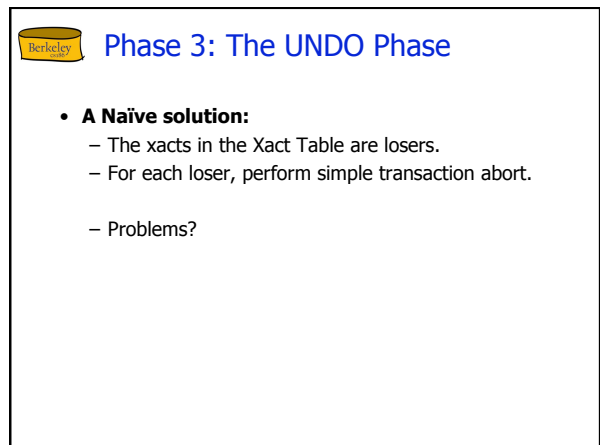 Berkeley
Phase 3: The UNDO Phase
• A Naïve solution:
– The xacts in the Xact Table are losers.
– For each loser, perform simple transaction abort.
– Problems?